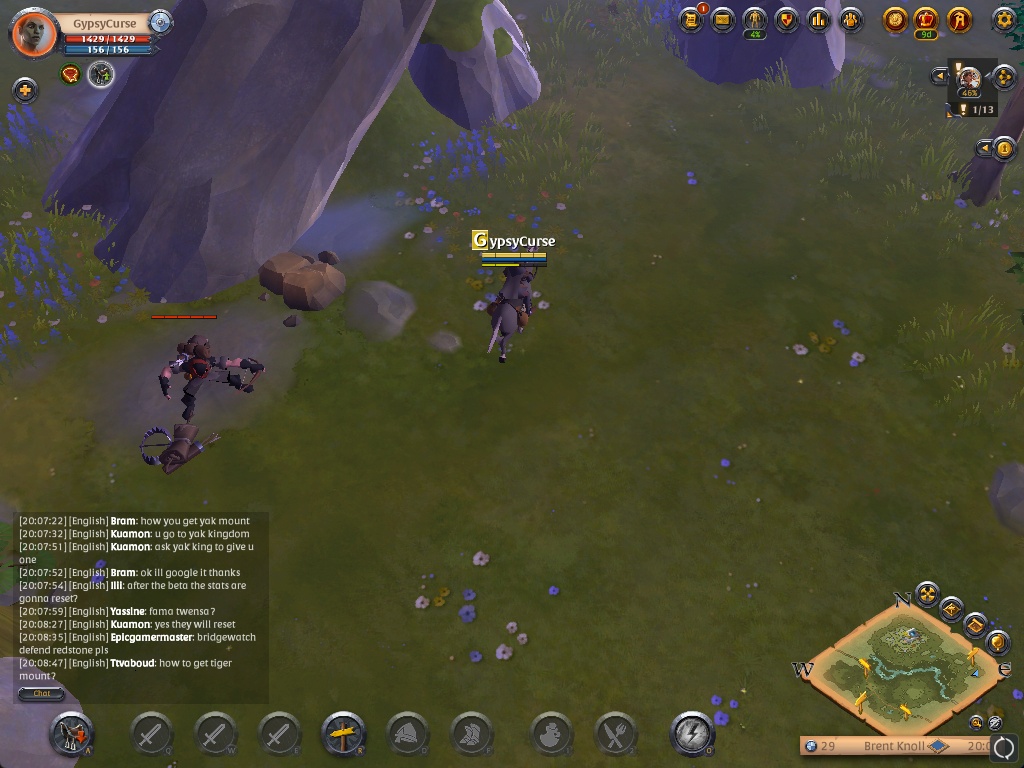 GypsyCurse
1429 / 1429
156 / 156
1
4%
9d
46%
1/13
GypsyCurse
[20:07:22] [English] Bram: how you get yak mount
[20:07:32] [English] Kuamon: u go to yak kingdom
[20:07:51] [English] Kuamon: ask yak king to give u
one
[20:07:52] [English] Bram: ok ill google it thanks
[20:07:54] [English] Illi: after the beta the stats are
gonna reset?
[20:07:59] [English] Yassine: fama twensa?
[20:08:27] [English] Kuamon: yes they will reset
[20:08:35] [English] Epicgamermaster: bridgewatch
defend redstone pls
[20:08:47] [English] Ttvaboud: how to get tiger
mount?
Chat
N
W
E
A
Q
W
E
R
D
F
29
Brent Knoll